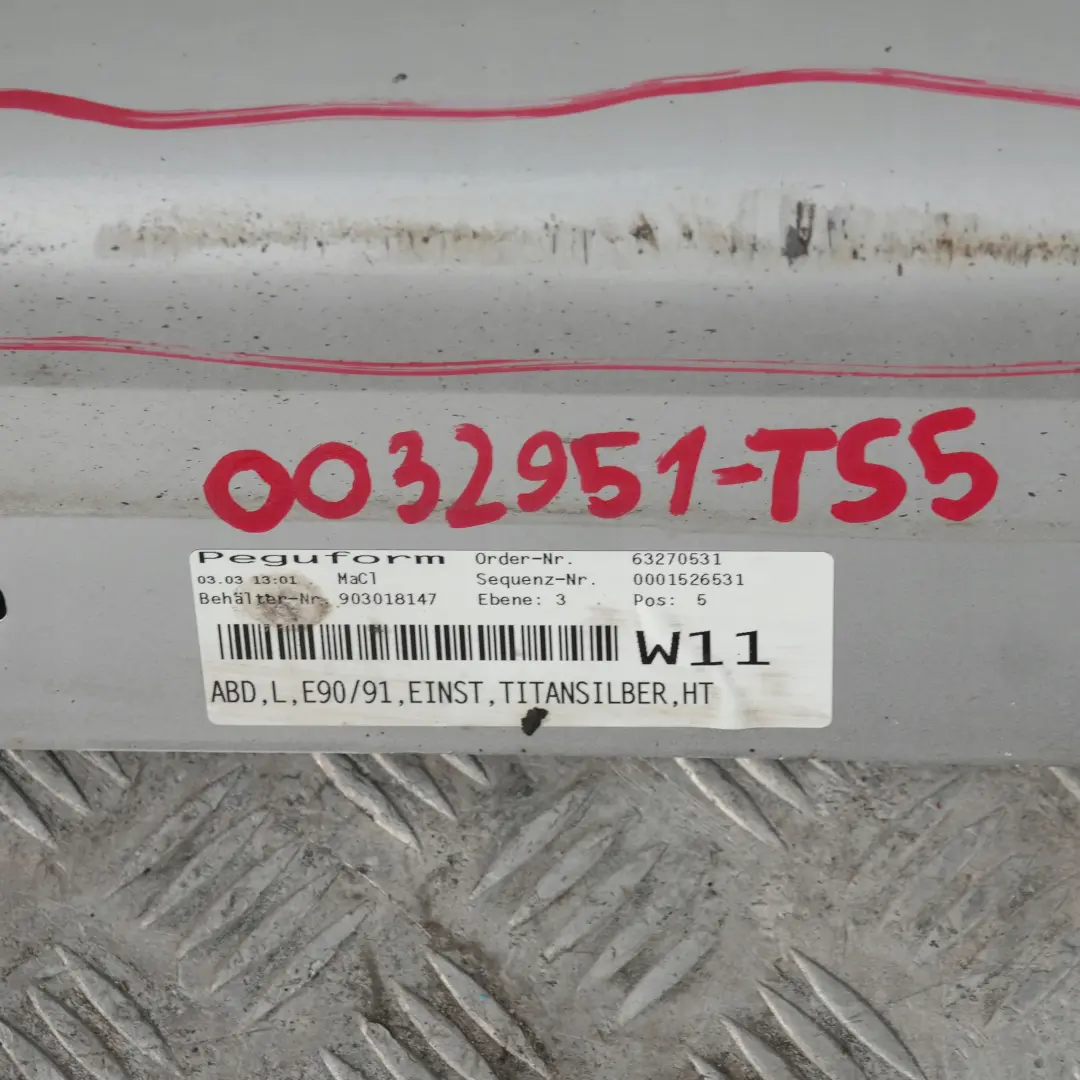 0032951-TS5
Peguform Order-Nr. 63270531
03.03 13:01 MaCl Sequenz-Nr. 0001526531
Behälter-Nr. 903018147 Ebene: 3 Pos: 5
W11
ABD,L,E90/91,EINST,TITANSILBER,HT